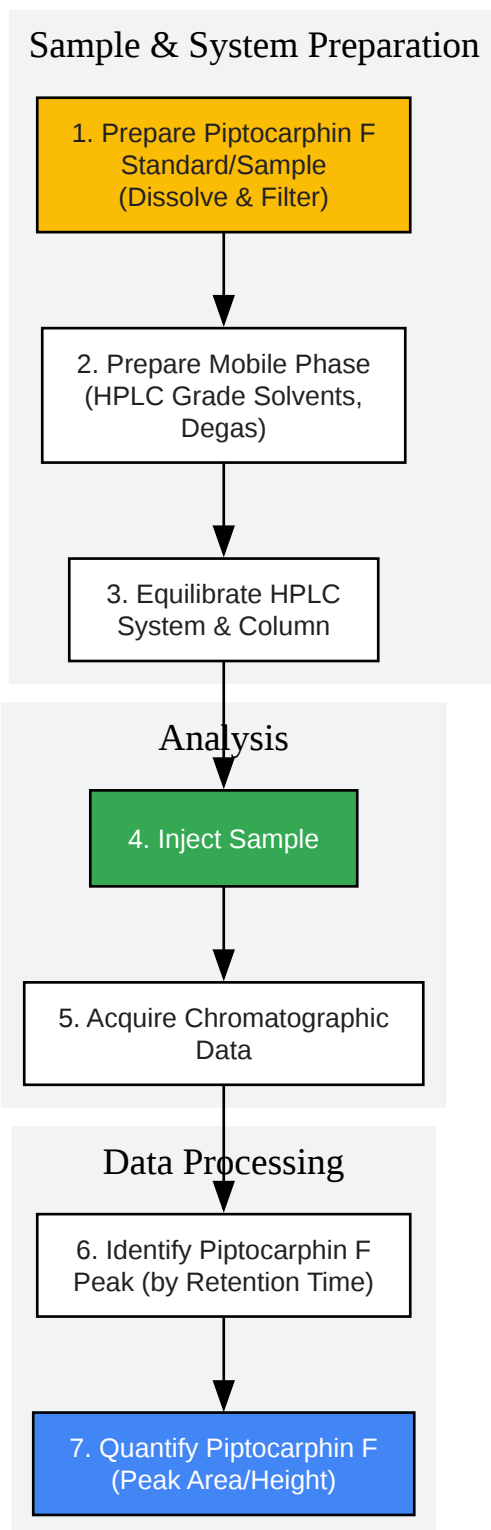 Sample & System Preparation
1. Prepare Piptocarphin F
Standard/Sample
(Dissolve & Filter)
2. Prepare Mobile Phase
(HPLC Grade Solvents,
Degas)
3. Equilibrate HPLC
System & Column
Analysis
4. Inject Sample
5. Acquire Chromatographic
Data
Data Processing
6. Identify Piptocarphin F
Peak (by Retention Time)
7. Quantify Piptocarphin F
(Peak Area/Height)